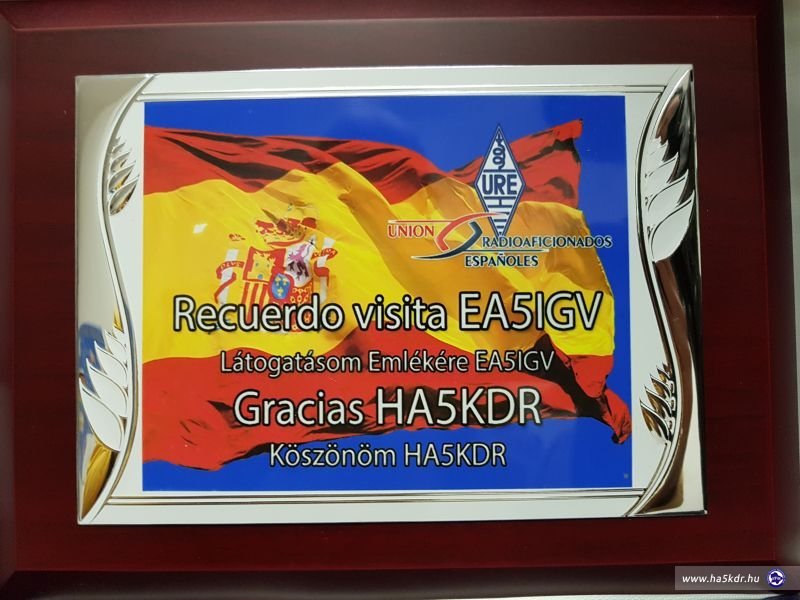 URE
UNION RADIOAFICIONADOS
ESPAÑOLES
Recuerdo visita EA5IGV
Látogatásom Emlékére EA5IGV
Gracias HA5KDR
Köszönöm HA5KDR
www.ha5kdr.hu